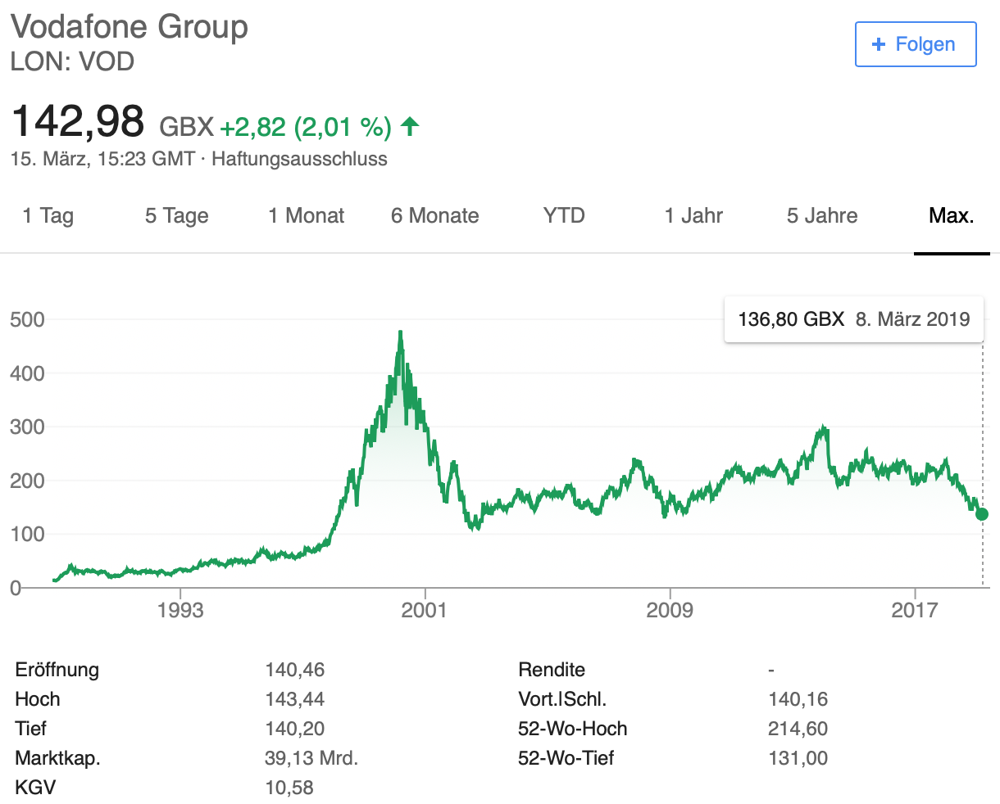 Vodafone Group
LON: VOD
+ Folgen
142,98 GBX +2,82 (2,01 %) ↑
15. März, 15:23 GMT · Haftungsausschluss
1 Tag 5 Tage 1 Monat 6 Monate YTD 1 Jahr 5 Jahre Max.
136,80 GBX 8. März 2019
500
400
300
200
100
0
1993 2001 2009 2017
Eröffnung 140,46 Rendite -
Hoch 143,44 Vort.|Schl. 140,16
Tief 140,20 52-Wo-Hoch 214,60
Marktkap. 39,13 Mrd. 52-Wo-Tief 131,00
KGV 10,58